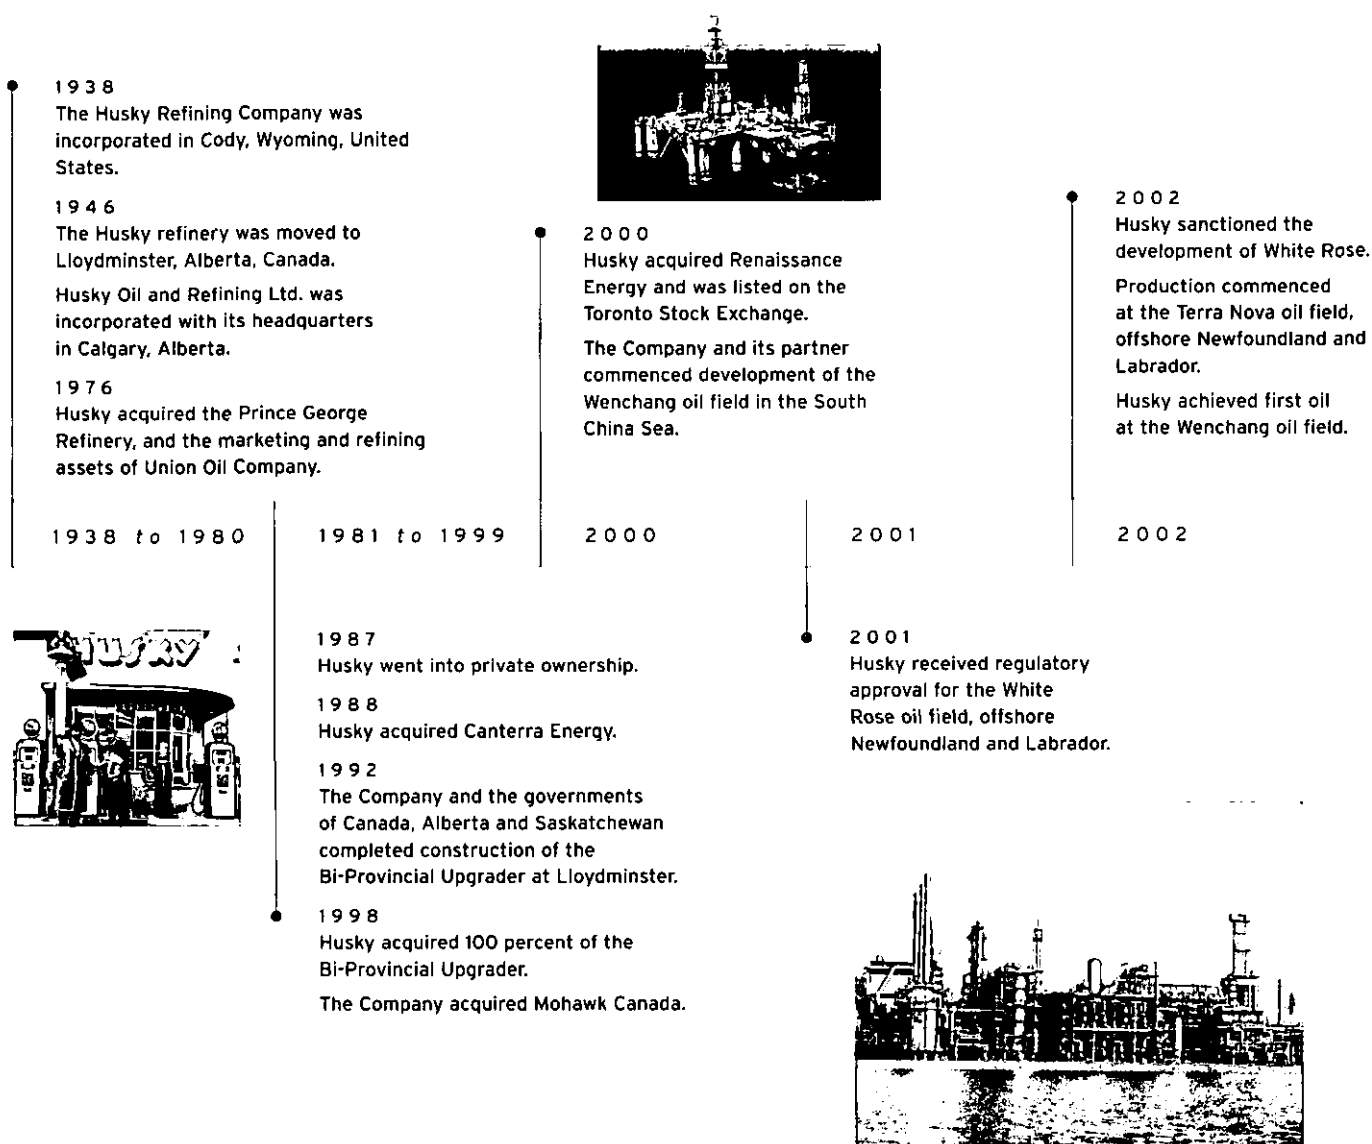 1938
The Husky Refining Company was
incorporated in Cody, Wyoming, United
States.
1946
The Husky refinery was moved to
Lloydminster, Alberta, Canada.
Husky Oil and Refining Ltd. was
incorporated with its headquarters
in Calgary, Alberta.
1976
Husky acquired the Prince George
Refinery, and the marketing and refining
assets of Union Oil Company.
2000
Husky acquired Renaissance
Energy and was listed on the
Toronto Stock Exchange.
The Company and its partner
commenced development of the
Wenchang oil field in the South
China Sea.
2002
Husky sanctioned the
development of White Rose.
Production commenced
at the Terra Nova oil field,
offshore Newfoundland and
Labrador.
Husky achieved first oil
at the Wenchang oil field.
1938 to 1980
1981 to 1999
2000
2001
2002
HUSKY
1987
Husky went into private ownership.
1988
Husky acquired Canterra Energy.
1992
The Company and the governments
of Canada, Alberta and Saskatchewan
completed construction of the
Bi-Provincial Upgrader at Lloydminster.
1998
Husky acquired 100 percent of the
Bi-Provincial Upgrader.
The Company acquired Mohawk Canada.
2001
Husky received regulatory
approval for the White
Rose oil field, offshore
Newfoundland and Labrador.